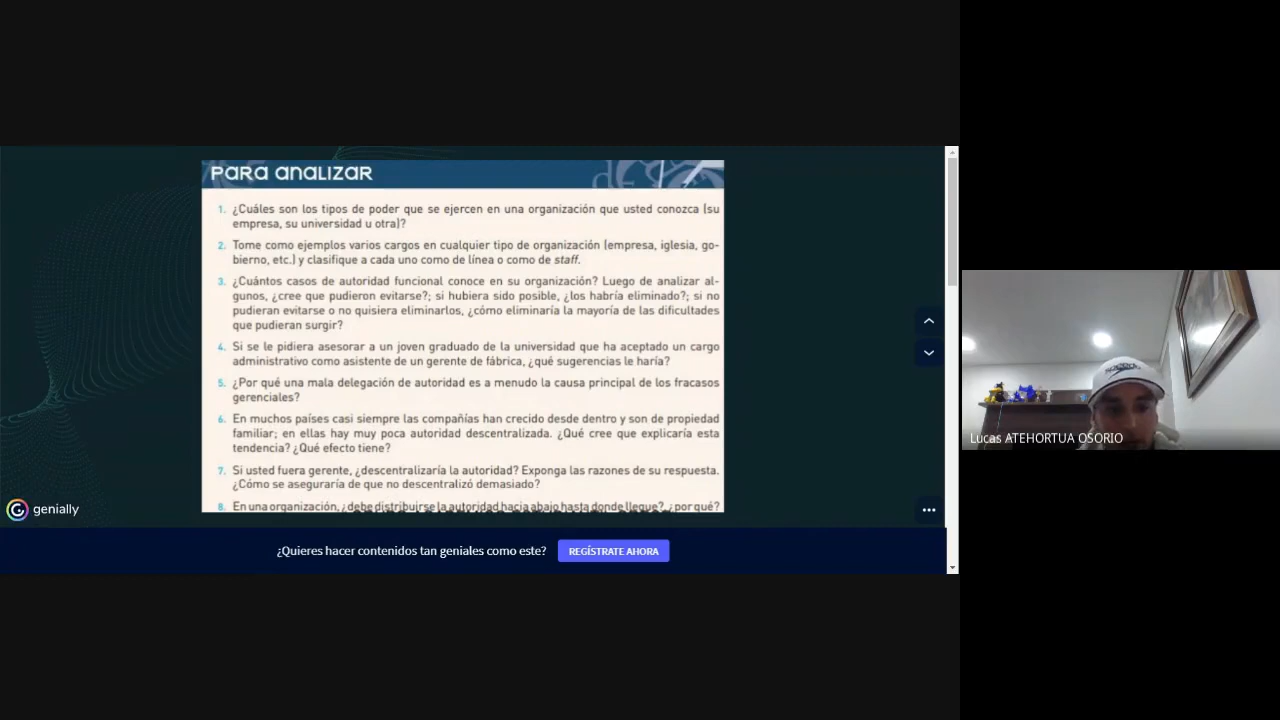 Para analizar
1. ¿Cuáles son los tipos de poder que se ejercen en una organización que usted conozca (su
empresa, su universidad u otra)?
2. Tome como ejemplos varios cargos en cualquier tipo de organización (empresa, iglesia, go-
bierno, etc.) y clasifique a cada uno como de línea o como de staff.
3. ¿Cuántos casos de autoridad funcional conoce en su organización? Luego de analizar al-
gunos, ¿cree que pudieron evitarse?; si hubiera sido posible, ¿los habría eliminado?; si no
pudieran evitarse o no quisiera eliminarlos, ¿cómo eliminaría la mayoría de las dificultades
que pudieran surgir?
4. Si se le pidiera asesorar a un joven graduado de la universidad que ha aceptado un cargo
administrativo como asistente de un gerente de fábrica, ¿qué sugerencias le haría?
5. ¿Por qué una mala delegación de autoridad es a menudo la causa principal de los fracasos
gerenciales?
6. En muchos países casi siempre las compañías han crecido desde dentro y son de propiedad
familiar; en ellas hay muy poca autoridad descentralizada. ¿Qué cree que explicaría esta
tendencia? ¿Qué efecto tiene?
7. Si usted fuera gerente, ¿descentralizaría la autoridad? Exponga las razones de su respuesta.
¿Cómo se aseguraría de que no descentralizó demasiado?
8. En una organización, ¿debe distribuirse la autoridad hacia abajo hasta donde llegue?, ¿por qué?
genially
¿Quieres hacer contenidos tan geniales como este?
REGÍSTRATE AHORA
speedo
Lucas ATEHORTUA OSORIO